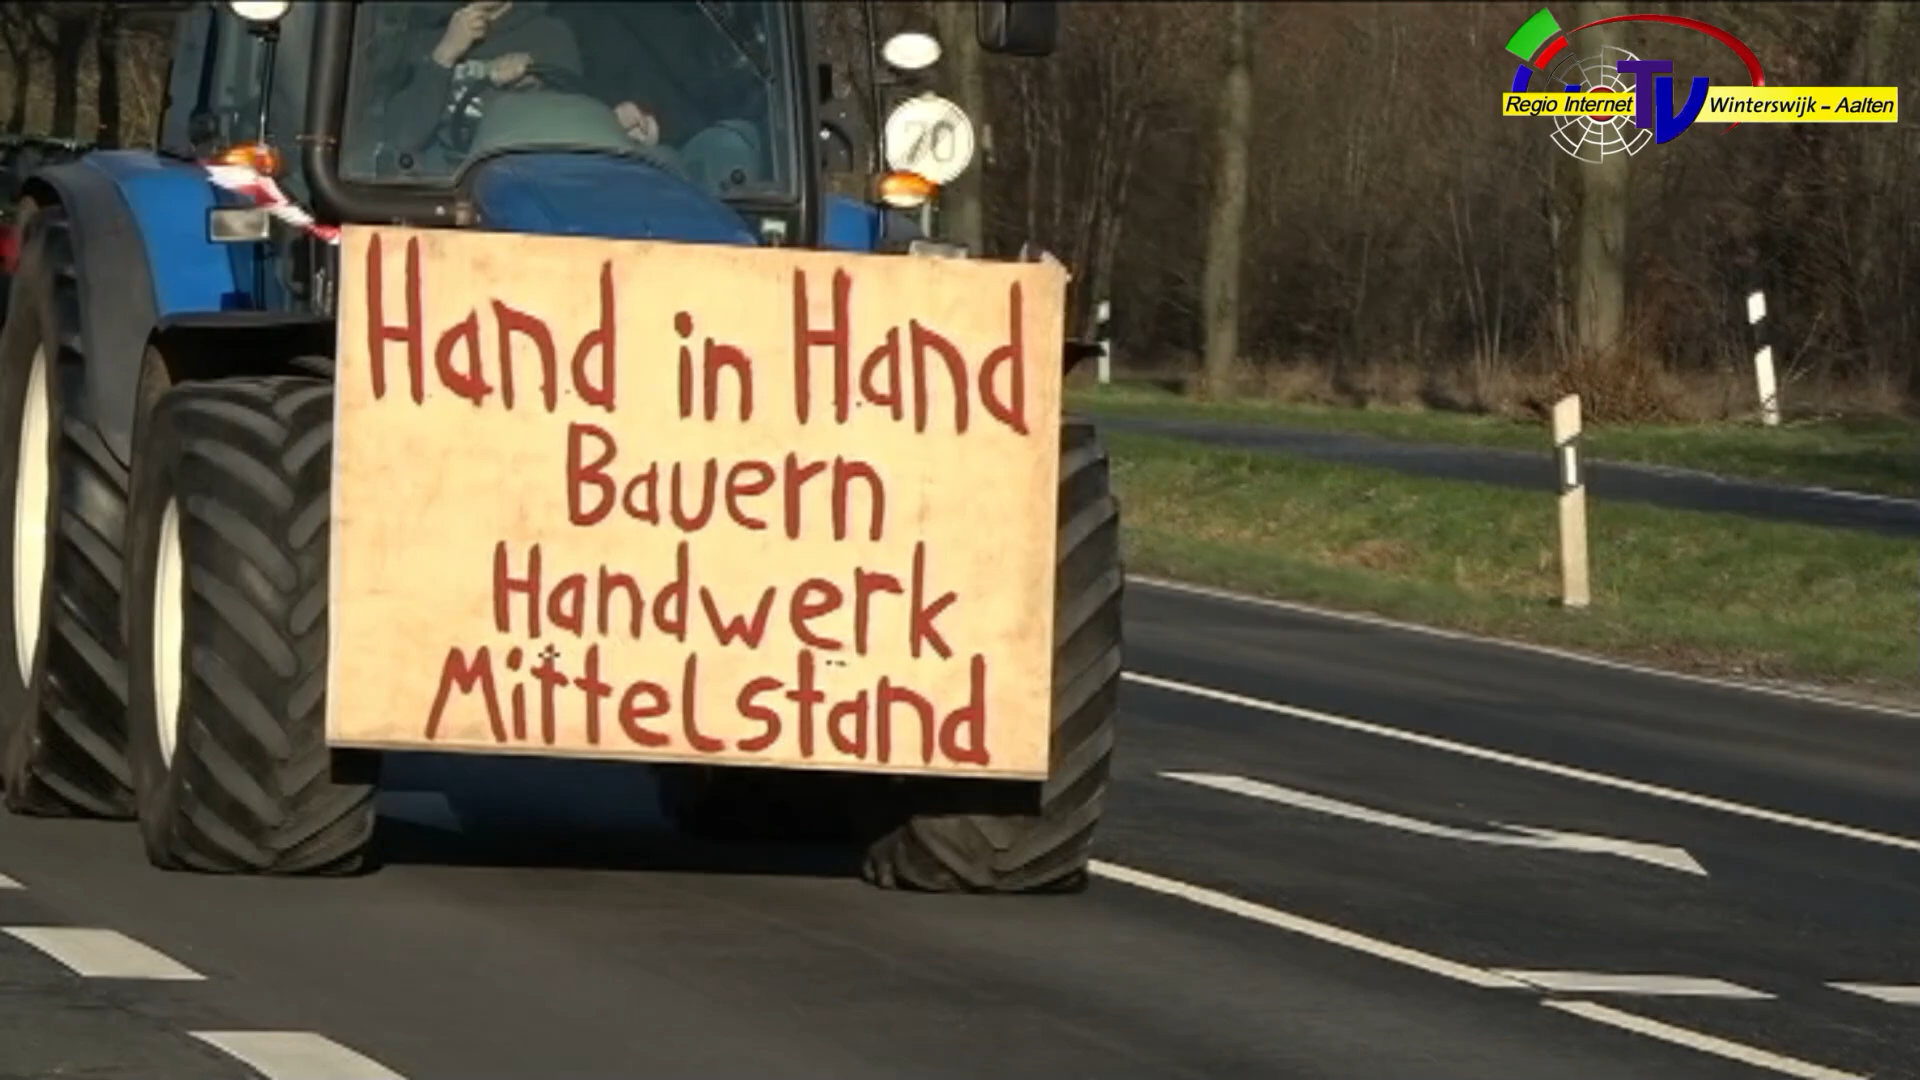 Regio Internet TV Winterswijk - Aalten
70
Hand in Hand
Bauern
Handwerk
Mittelstand